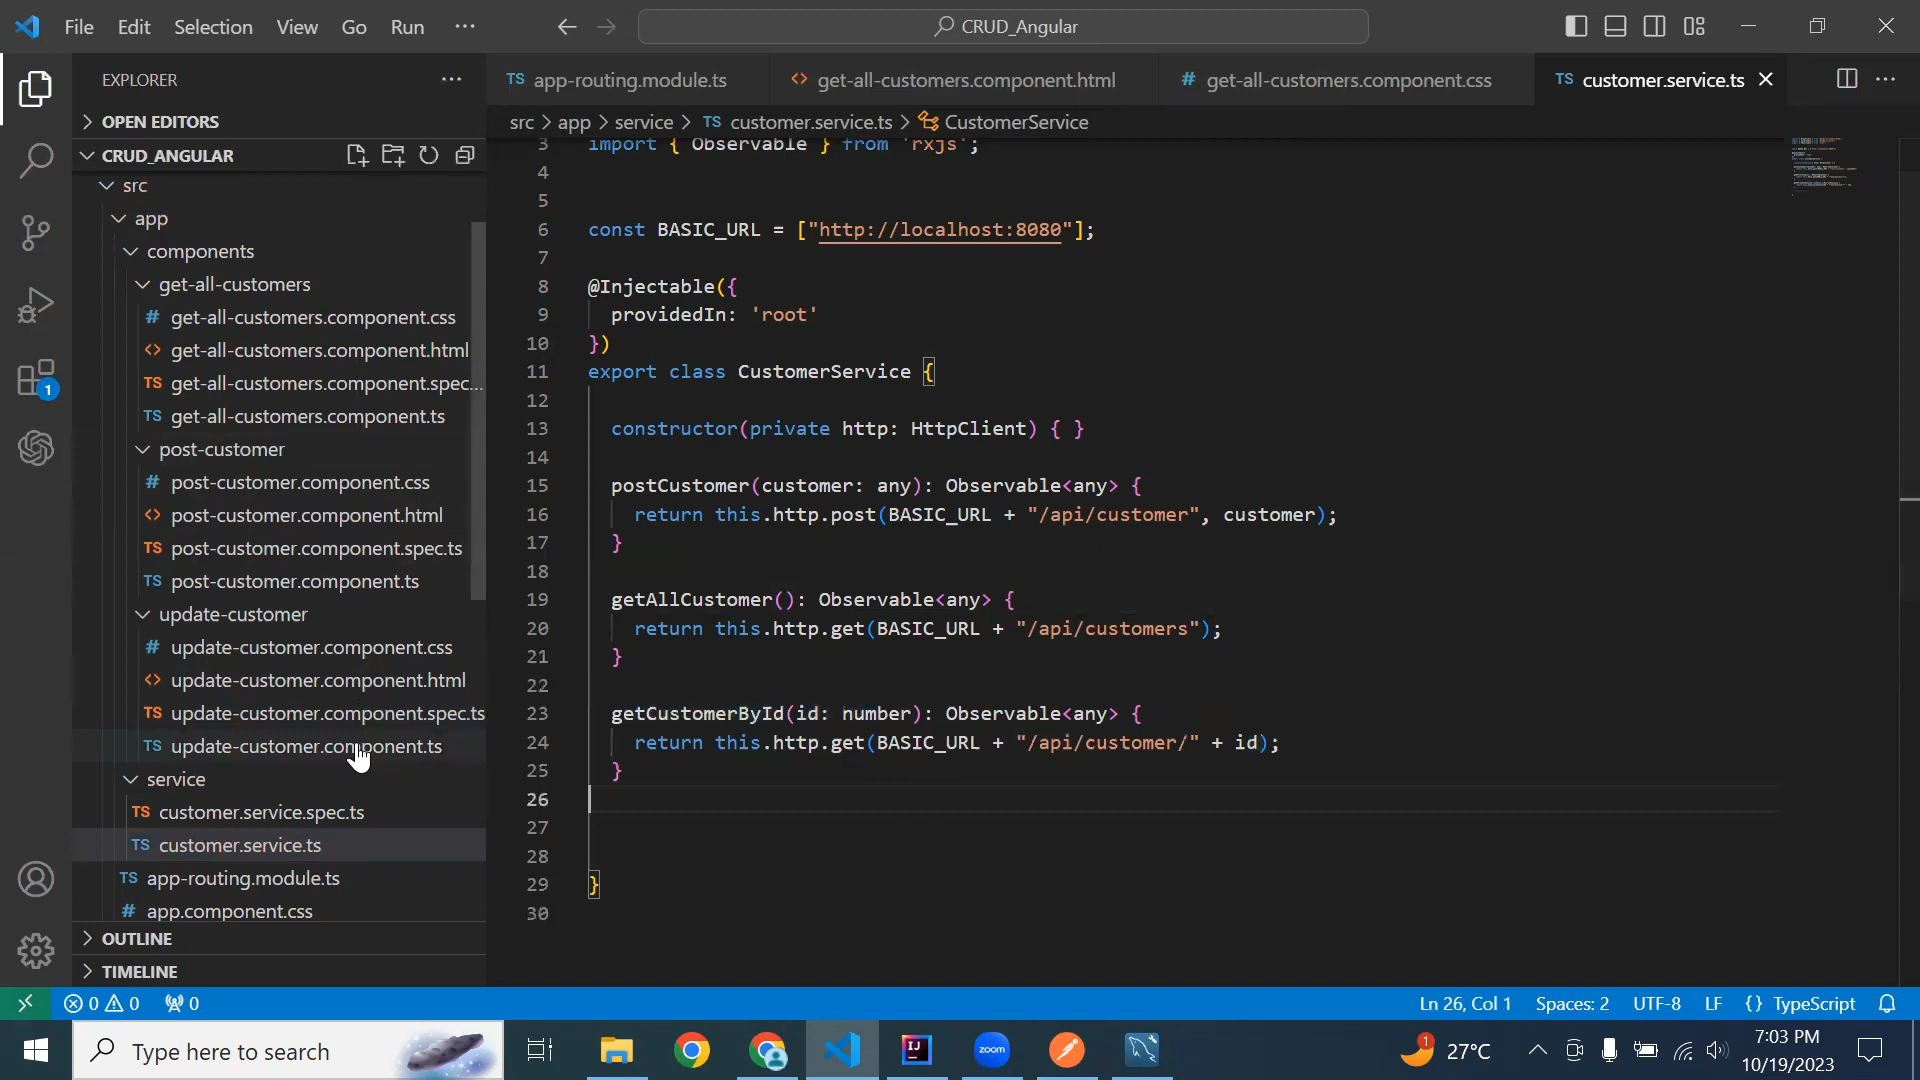 File Edit Selection View Go Run ···
CRUD_Angular
EXPLORER
OPEN EDITORS
CRUD_ANGULAR
src
app
components
get-all-customers
# get-all-customers.component.css
<> get-all-customers.component.html
TS get-all-customers.component.spec...
TS get-all-customers.component.ts
post-customer
# post-customer.component.css
<> post-customer.component.html
TS post-customer.component.spec.ts
TS post-customer.component.ts
update-customer
# update-customer.component.css
<> update-customer.component.html
TS update-customer.component.spec.ts
TS update-customer.component.ts
service
TS customer.service.spec.ts
TS customer.service.ts
TS app-routing.module.ts
# app.component.css
OUTLINE
TIMELINE
1
TS app-routing.module.ts <> get-all-customers.component.html # get-all-customers.component.css TS customer.service.ts
src > app > service > TS customer.service.ts > CustomerService
3 import { Observable } from 'rxjs';
4
5
6 const BASIC_URL = ["http://localhost:8080"];
7
8 @Injectable({
9 providedIn: 'root'
10 })
11 export class CustomerService {
12
13 constructor(private http: HttpClient) { }
14
15 postCustomer(customer: any): Observable<any> {
16 return this.http.post(BASIC_URL + "/api/customer", customer);
17 }
18
19 getAllCustomer(): Observable<any> {
20 return this.http.get(BASIC_URL + "/api/customers");
21 }
22
23 getCustomerById(id: number): Observable<any> {
24 return this.http.get(BASIC_URL + "/api/customer/" + id);
25 }
26
27
28
29 }
30
0 0 0 Ln 26, Col 1 Spaces: 2 UTF-8 LF {} TypeScript
Type here to search
IJ
zoom
1
27°C
7:03 PM
10/19/2023